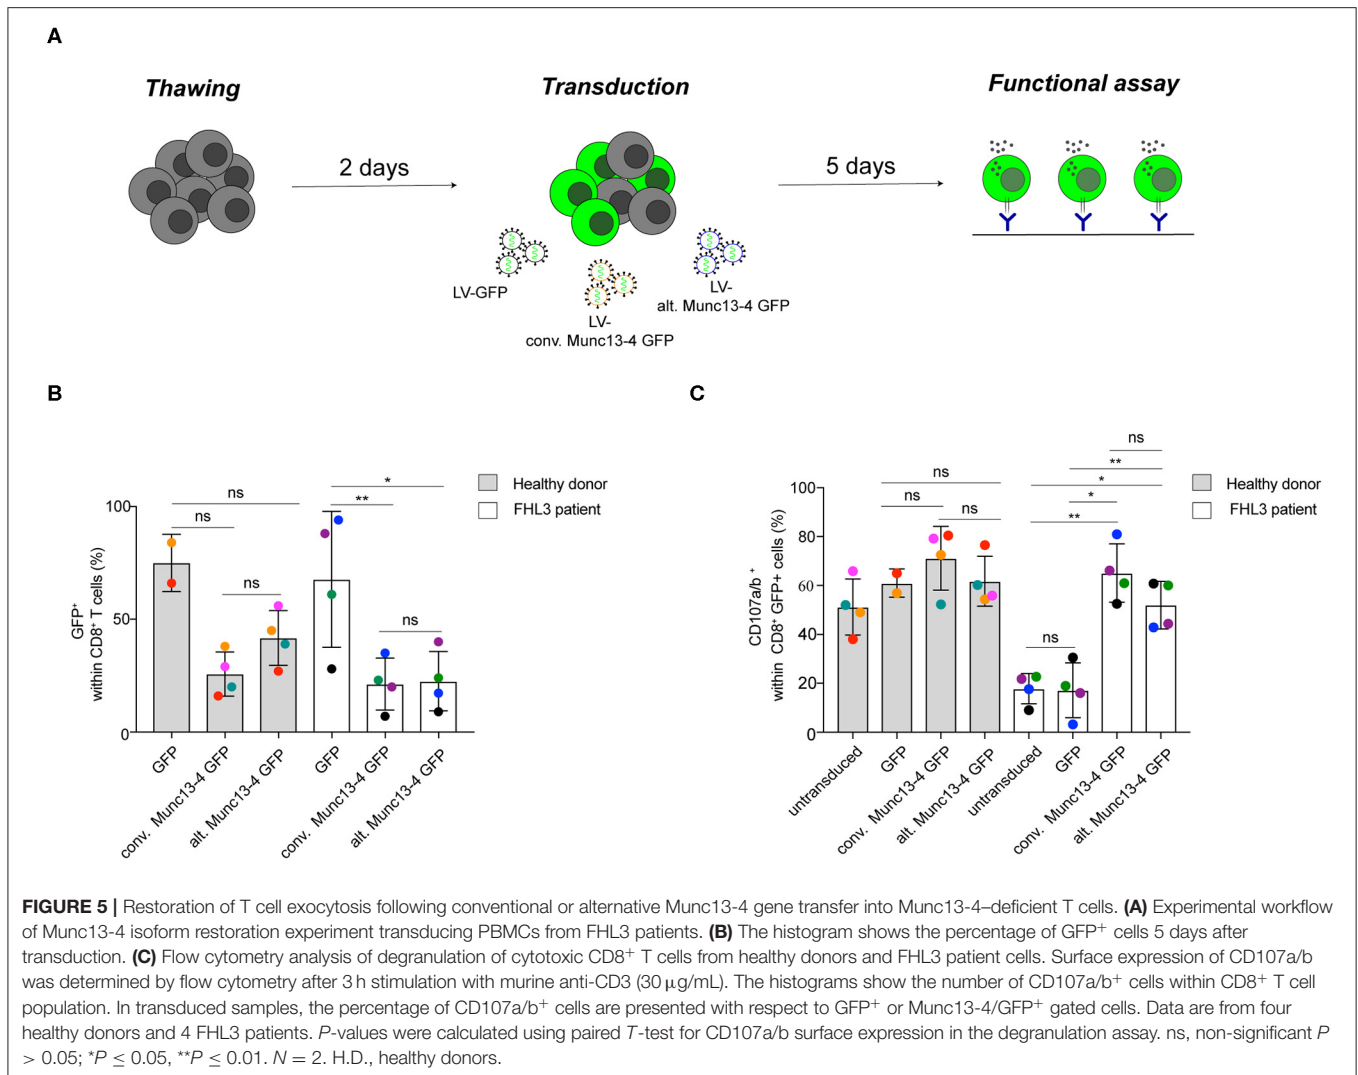 A
Thawing
Transduction
Functional assay
2 days
5 days
LV-GFP
LV-
conv. Munc13-4 GFP
LV-
alt. Munc13-4 GFP
B
GFP⁺
within CD8⁺ T cells (%)
100
50
0
ns
ns
ns
*
**
ns
Healthy donor
FHL3 patient
GFP
conv. Munc13-4 GFP
alt. Munc13-4 GFP
GFP
conv. Munc13-4 GFP
alt. Munc13-4 GFP
C
CD107a/b ⁺
within CD8⁺ GFP+ cells (%)
100
80
60
40
20
0
ns
ns
ns
ns
**
*
*
**
ns
Healthy donor
FHL3 patient
untransduced
GFP
conv. Munc13-4 GFP
alt. Munc13-4 GFP
untransduced
GFP
conv. Munc13-4 GFP
alt. Munc13-4 GFP
FIGURE 5 | Restoration of T cell exocytosis following conventional or alternative Munc13-4 gene transfer into Munc13-4–deficient T cells. (A) Experimental workflow
of Munc13-4 isoform restoration experiment transducing PBMCs from FHL3 patients. (B) The histogram shows the percentage of GFP⁺ cells 5 days after
transduction. (C) Flow cytometry analysis of degranulation of cytotoxic CD8⁺ T cells from healthy donors and FHL3 patient cells. Surface expression of CD107a/b
was determined by flow cytometry after 3 h stimulation with murine anti-CD3 (30 μg/mL). The histograms show the number of CD107a/b⁺ cells within CD8⁺ T cell
population. In transduced samples, the percentage of CD107a/b⁺ cells are presented with respect to GFP⁺ or Munc13-4/GFP⁺ gated cells. Data are from four
healthy donors and 4 FHL3 patients. P-values were calculated using paired T-test for CD107a/b surface expression in the degranulation assay. ns, non-significant P
> 0.05; *P ≤ 0.05, **P ≤ 0.01. N = 2. H.D., healthy donors.